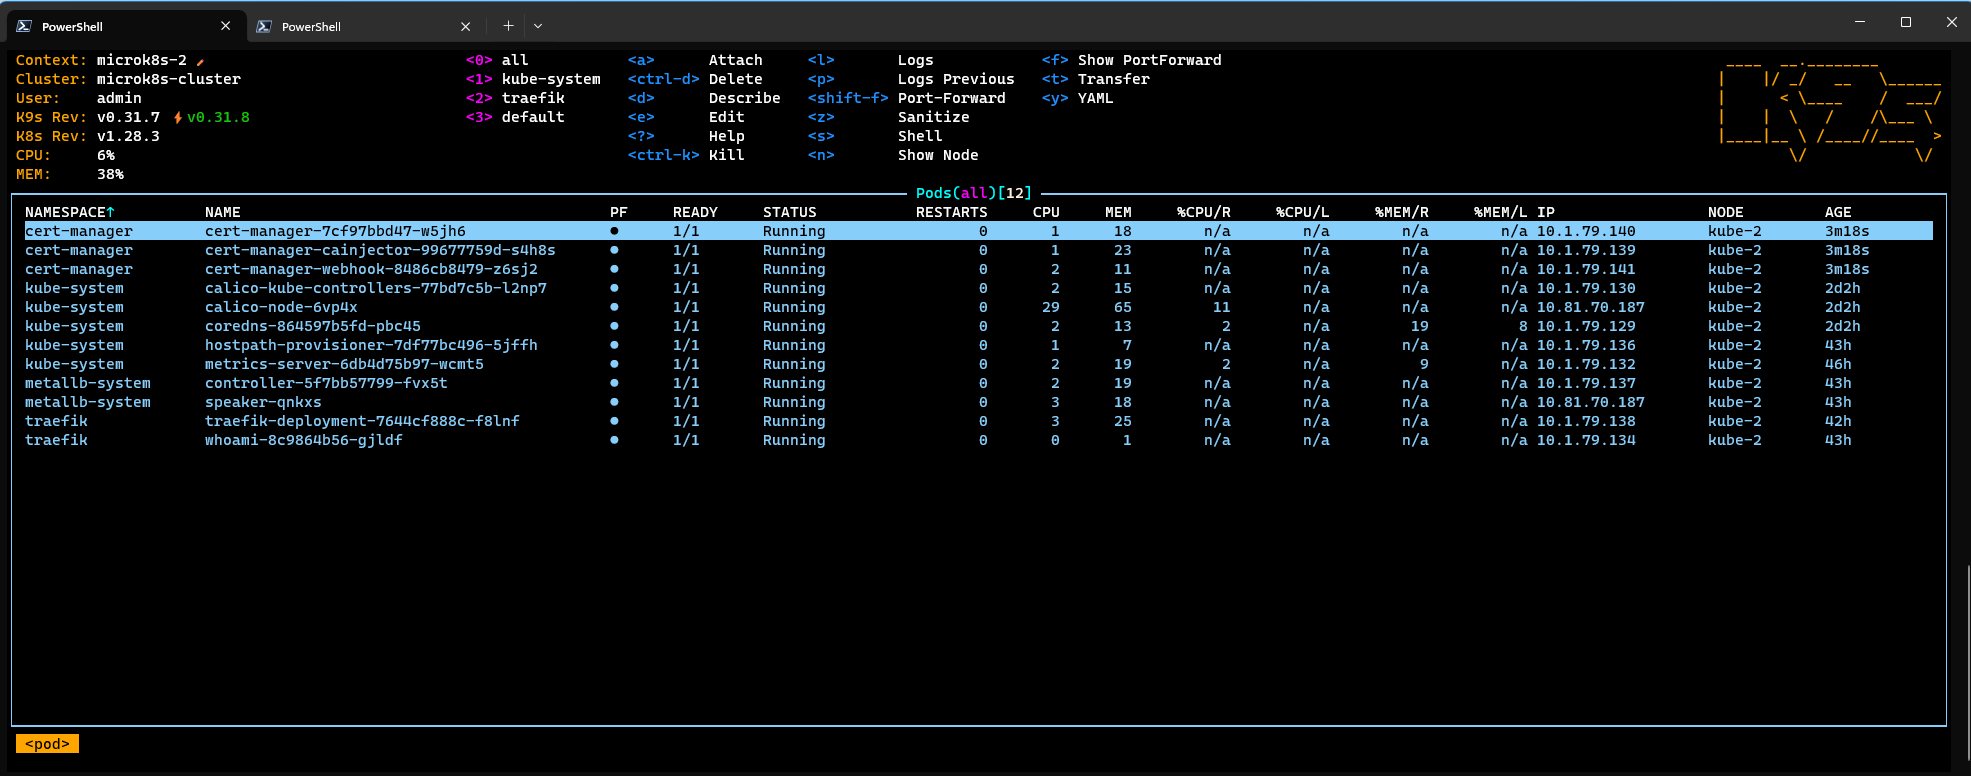 PowerShell PowerShell
Context: microk8s-2 <0> all <a> Attach <l> Logs <f> Show PortForward
Cluster: microk8s-cluster <1> kube-system <ctrl-d> Delete <p> Logs Previous <t> Transfer
User: admin <2> traefik <d> Describe <shift-f> Port-Forward <y> YAML
K9s Rev: v0.31.7 ⚡v0.31.8 <3> default <e> Edit <z> Sanitize
K8s Rev: v1.28.3 <?> Help <s> Shell
CPU: 6% <ctrl-k> Kill <n> Show Node
MEM: 38%
Pods(all)[12]
NAMESPACE↑ NAME PF READY STATUS RESTARTS CPU MEM %CPU/R %CPU/L %MEM/R %MEM/L IP NODE AGE
cert-manager cert-manager-7cf97bbd47-w5jh6 ● 1/1 Running 0 1 18 n/a n/a n/a n/a 10.1.79.140 kube-2 3m18s
cert-manager cert-manager-cainjector-99677759d-s4h8s ● 1/1 Running 0 1 23 n/a n/a n/a n/a 10.1.79.139 kube-2 3m18s
cert-manager cert-manager-webhook-8486cb8479-z6sj2 ● 1/1 Running 0 2 11 n/a n/a n/a n/a 10.1.79.141 kube-2 3m18s
kube-system calico-kube-controllers-77bd7c5b-l2np7 ● 1/1 Running 0 2 15 n/a n/a n/a n/a 10.1.79.130 kube-2 2d2h
kube-system calico-node-6vp4x ● 1/1 Running 0 29 65 11 n/a n/a n/a 10.81.70.187 kube-2 2d2h
kube-system coredns-864597b5fd-pbc45 ● 1/1 Running 0 2 13 2 n/a 19 8 10.1.79.129 kube-2 2d2h
kube-system hostpath-provisioner-7df77bc496-5jffh ● 1/1 Running 0 1 7 n/a n/a n/a n/a 10.1.79.136 kube-2 43h
kube-system metrics-server-6db4d75b97-wcmt5 ● 1/1 Running 0 2 19 2 n/a 9 n/a 10.1.79.132 kube-2 46h
metallb-system controller-5f7bb57799-fvx5t ● 1/1 Running 0 2 19 n/a n/a n/a n/a 10.1.79.137 kube-2 43h
metallb-system speaker-qnkxs ● 1/1 Running 0 3 18 n/a n/a n/a n/a 10.81.70.187 kube-2 43h
traefik traefik-deployment-7644cf888c-f8lnf ● 1/1 Running 0 3 25 n/a n/a n/a n/a 10.1.79.138 kube-2 42h
traefik whoami-8c9864b56-gjldf ● 1/1 Running 0 0 1 n/a n/a n/a n/a 10.1.79.134 kube-2 43h
<pod>